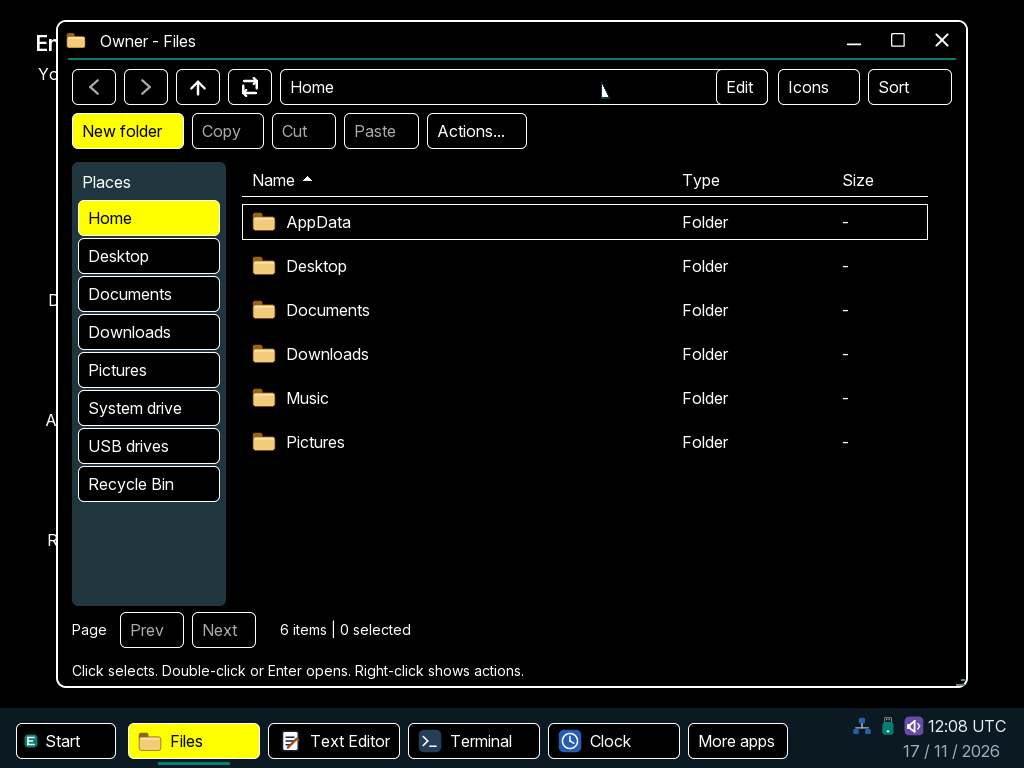 Owner - Files
Home
Edit
Icons
Sort
New folder
Copy
Cut
Paste
Actions...
Places
Home
Desktop
Documents
Downloads
Pictures
System drive
USB drives
Recycle Bin
Name Type Size
AppData Folder -
Desktop Folder -
Documents Folder -
Downloads Folder -
Music Folder -
Pictures Folder -
Page Prev Next 6 items | 0 selected
Click selects. Double-click or Enter opens. Right-click shows actions.
Start
Files
Text Editor
Terminal
Clock
More apps
12:08 UTC
17 / 11 / 2026